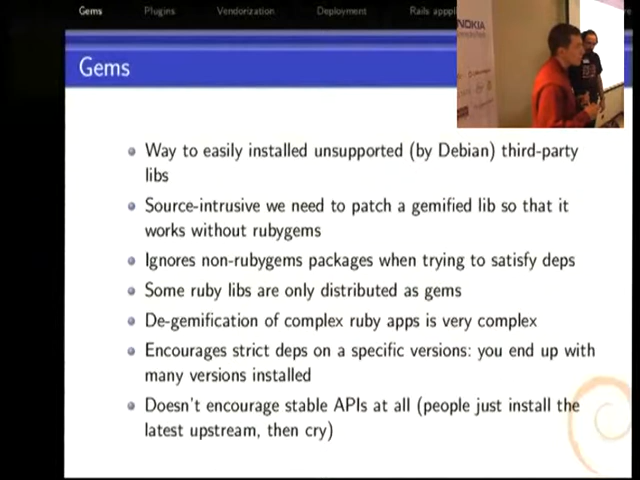 Gems Plugins Vendorization Deployment Rails
NOKIA
Gems
Way to easily installed unsupported (by Debian) third-party
libs
Source-intrusive we need to patch a gemified lib so that it
works without rubygems
Ignores non-rubygems packages when trying to satisfy deps
Some ruby libs are only distributed as gems
De-gemification of complex ruby apps is very complex
Encourages strict deps on a specific versions: you end up with
many versions installed
Doesn't encourage stable APIs at all (people just install the
latest upstream, then cry)